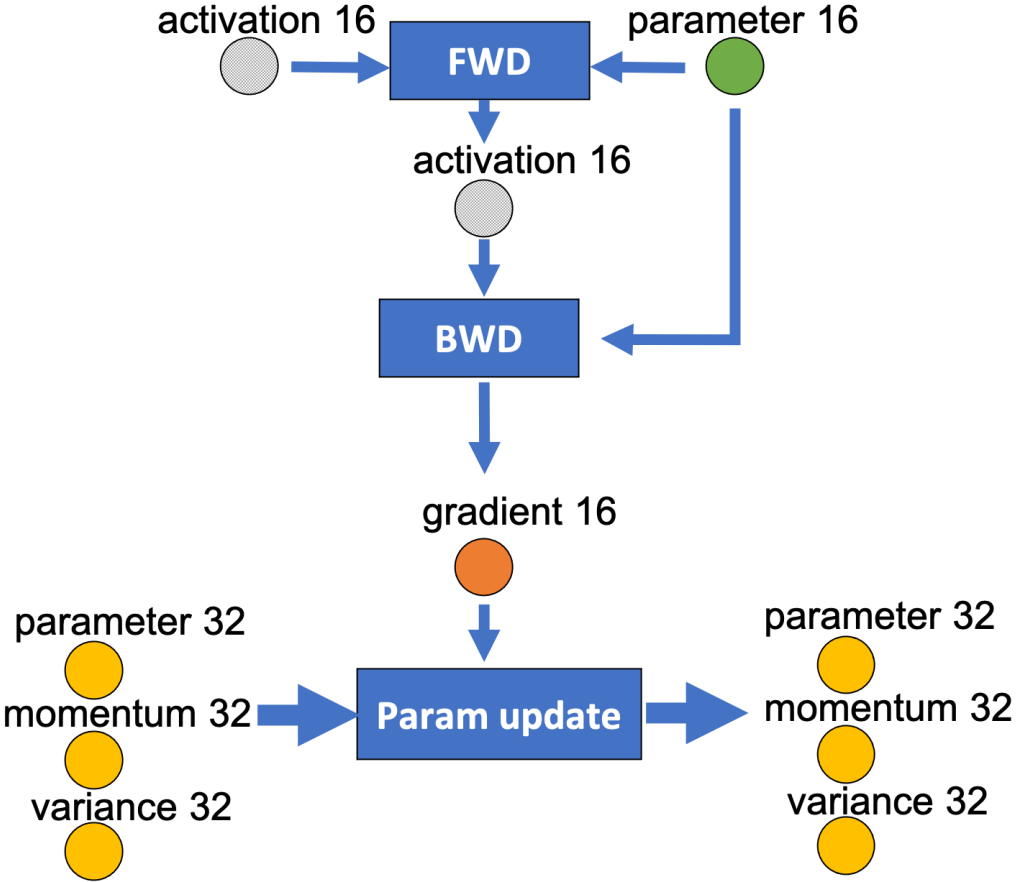 activation 16
parameter 16
FWD
activation 16
BWD
gradient 16
parameter 32
momentum 32
variance 32
Param update
parameter 32
momentum 32
variance 32